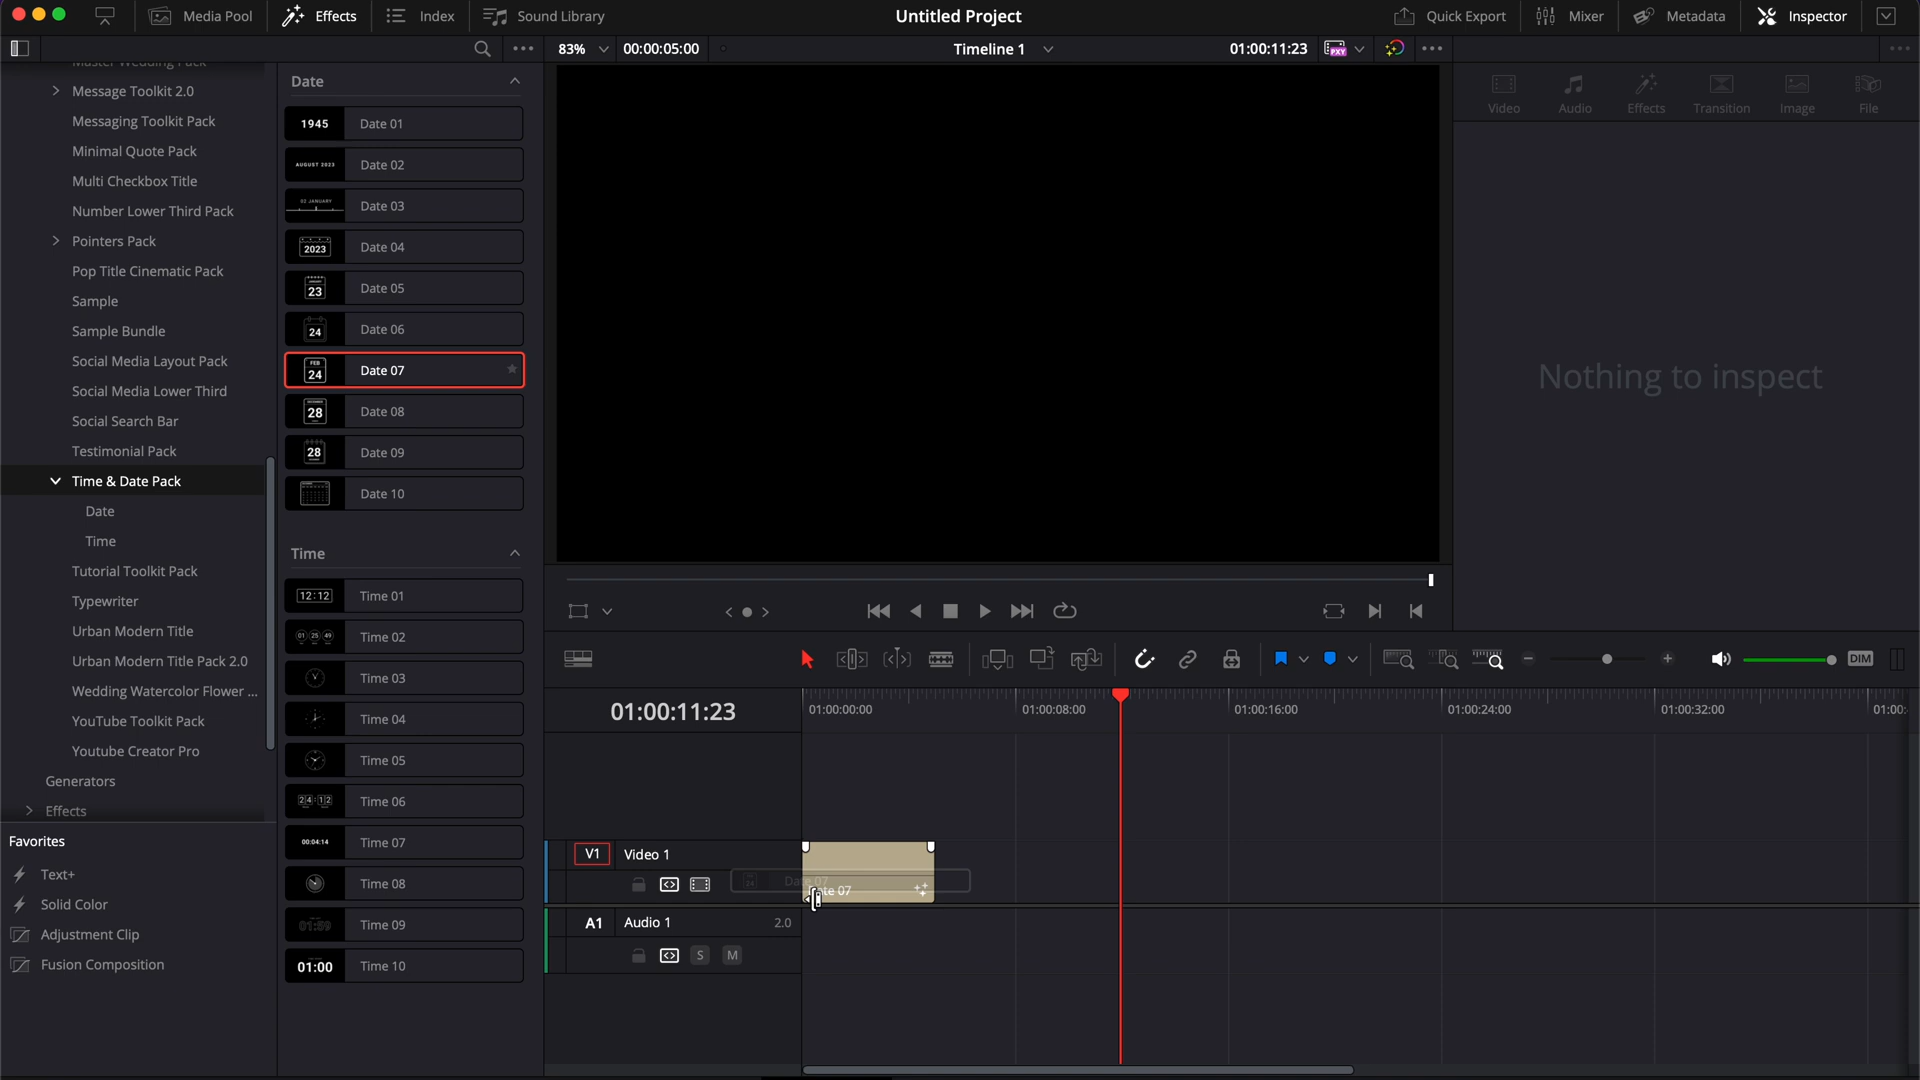 Media Pool
Effects
Index
Sound Library
Untitled Project
Quick Export
Mixer
Metadata
Inspector
83%
00:00:05:00
Timeline 1
01:00:11:23
PXY
Master Wedding Pack
Message Toolkit 2.0
Messaging Toolkit Pack
Minimal Quote Pack
Multi Checkbox Title
Number Lower Third Pack
Pointers Pack
Pop Title Cinematic Pack
Sample
Sample Bundle
Social Media Layout Pack
Social Media Lower Third
Social Search Bar
Testimonial Pack
Time & Date Pack
Date
Time
Tutorial Toolkit Pack
Typewriter
Urban Modern Title
Urban Modern Title Pack 2.0
Wedding Watercolor Flower ...
YouTube Toolkit Pack
Youtube Creator Pro
Generators
Effects
Favorites
Text+
Solid Color
Adjustment Clip
Fusion Composition
Date
1945 Date 01
AUGUST 2023 Date 02
02 JANUARY Date 03
2023 Date 04
23 Date 05
24 Date 06
FEB
24 Date 07
28 Date 08
28 Date 09
Date 10
Time
12:12 Time 01
01 25 49 Time 02
Time 03
Time 04
Time 05
24:12 Time 06
00:04:14 Time 07
Time 08
01:59 Time 09
01:00 Time 10
Video
Audio
Effects
Transition
Image
File
Nothing to inspect
DIM
01:00:11:23
01:00:00:00
01:00:08:00
01:00:16:00
01:00:24:00
01:00:32:00
01:00:
V1 Video 1
Date 07
24
A1 Audio 1 2.0
S M